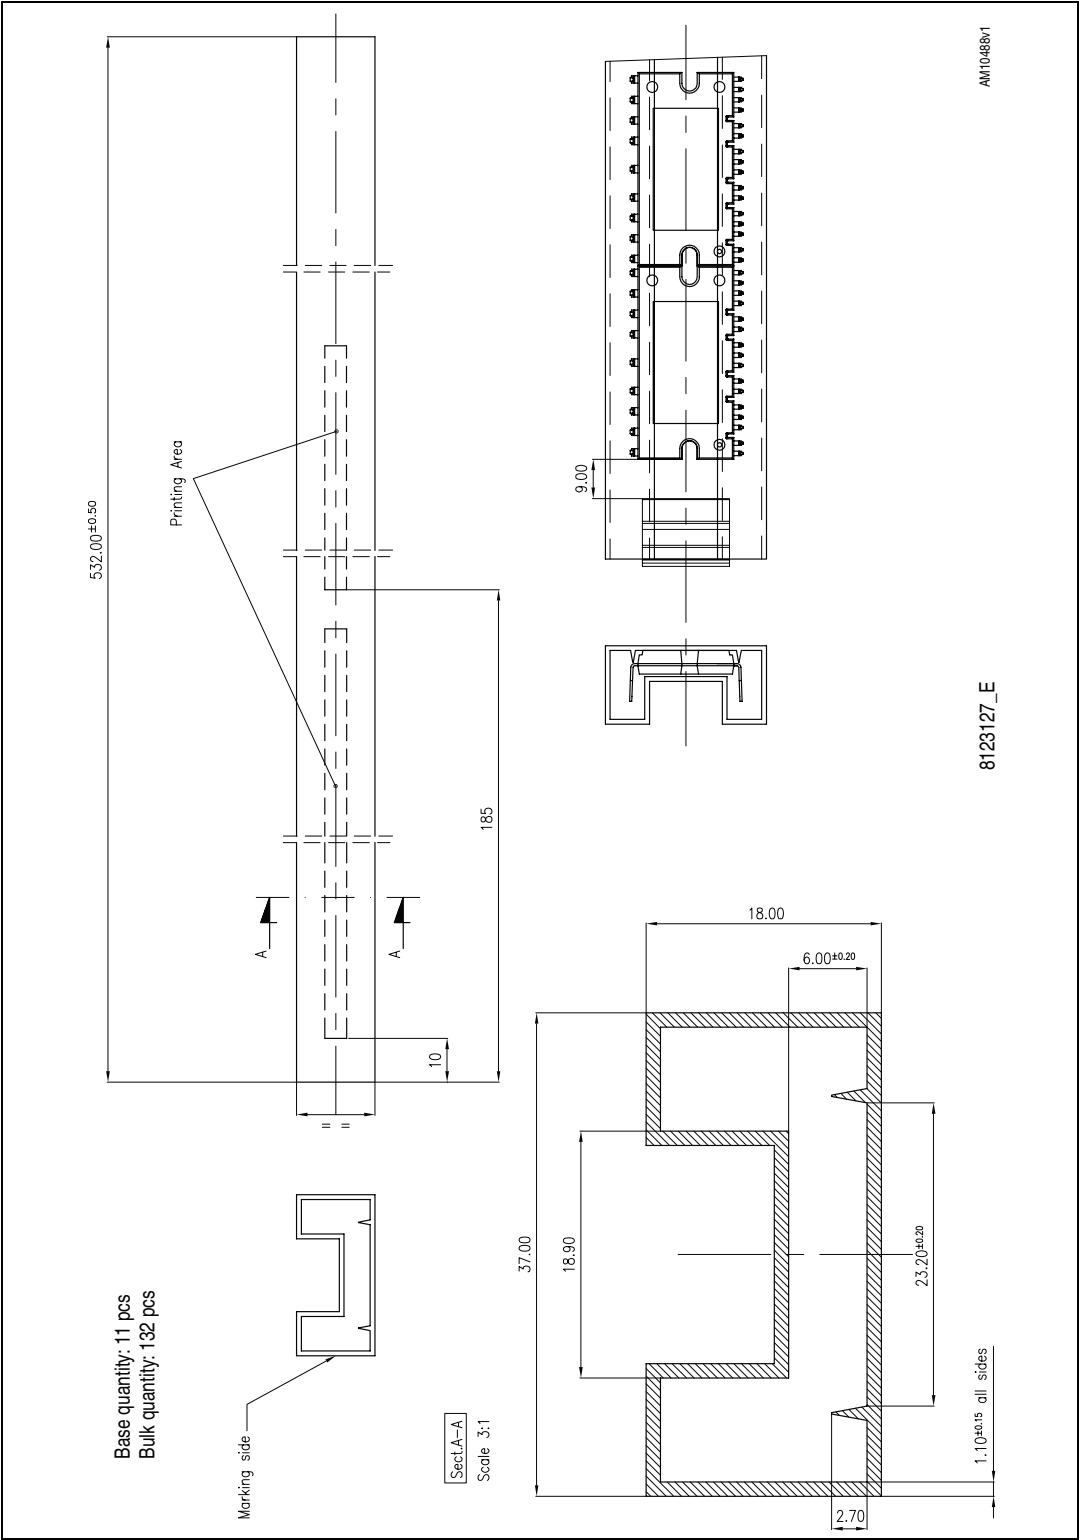 Base quantity: 11 pcs
Bulk quantity: 132 pcs
532.00±0.50
Printing Area
A
A
185
10
= =
Marking side
9.00
Sect.A-A
Scale 3:1
37.00
18.90
18.00
6.00±0.20
23.20±0.20
2.70
1.10±0.15 all sides
8123127_E
AM10488v1